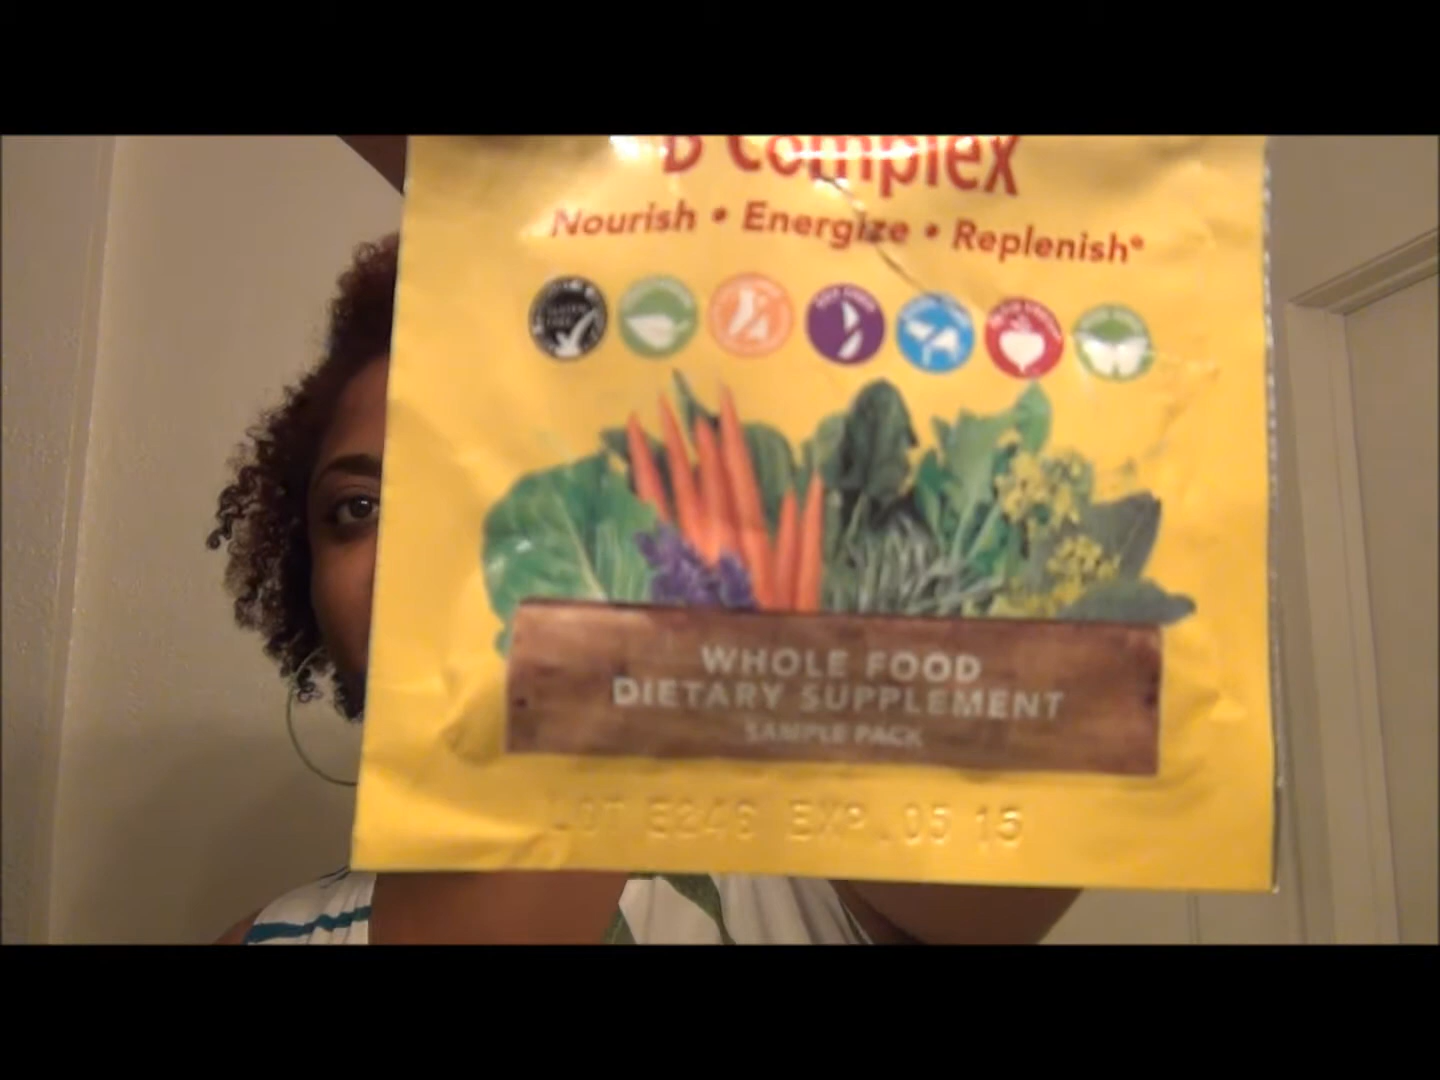 B Complex
Nourish • Energize • Replenish*
WHOLE FOOD
DIETARY SUPPLEMENT
SAMPLE PACK
LOT E246 EXP. 05 15